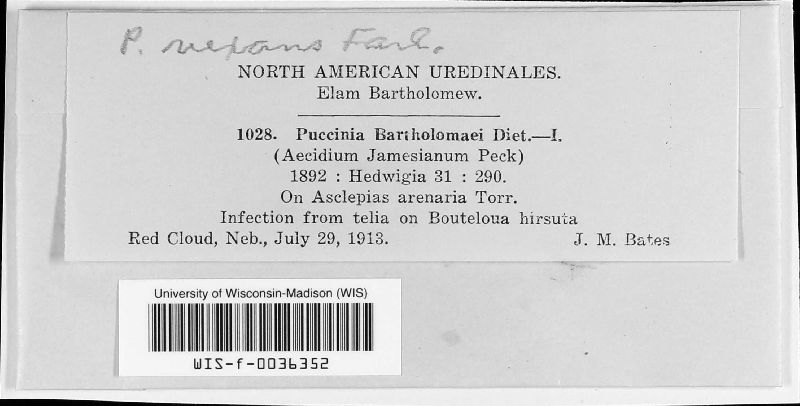 P. vexans Farl.
NORTH AMERICAN UREDINALES.
Elam Bartholomew.
1028. Puccinia Bartholomaei Diet.—I.
(Aecidium Jamesianum Peck)
1892 : Hedwigia 31 : 290.
On Asclepias arenaria Torr.
Infection from telia on Bouteloua hirsuta
Red Cloud, Neb., July 29, 1913. J. M. Bates
University of Wisconsin-Madison (WIS)
WIS-f-0036352